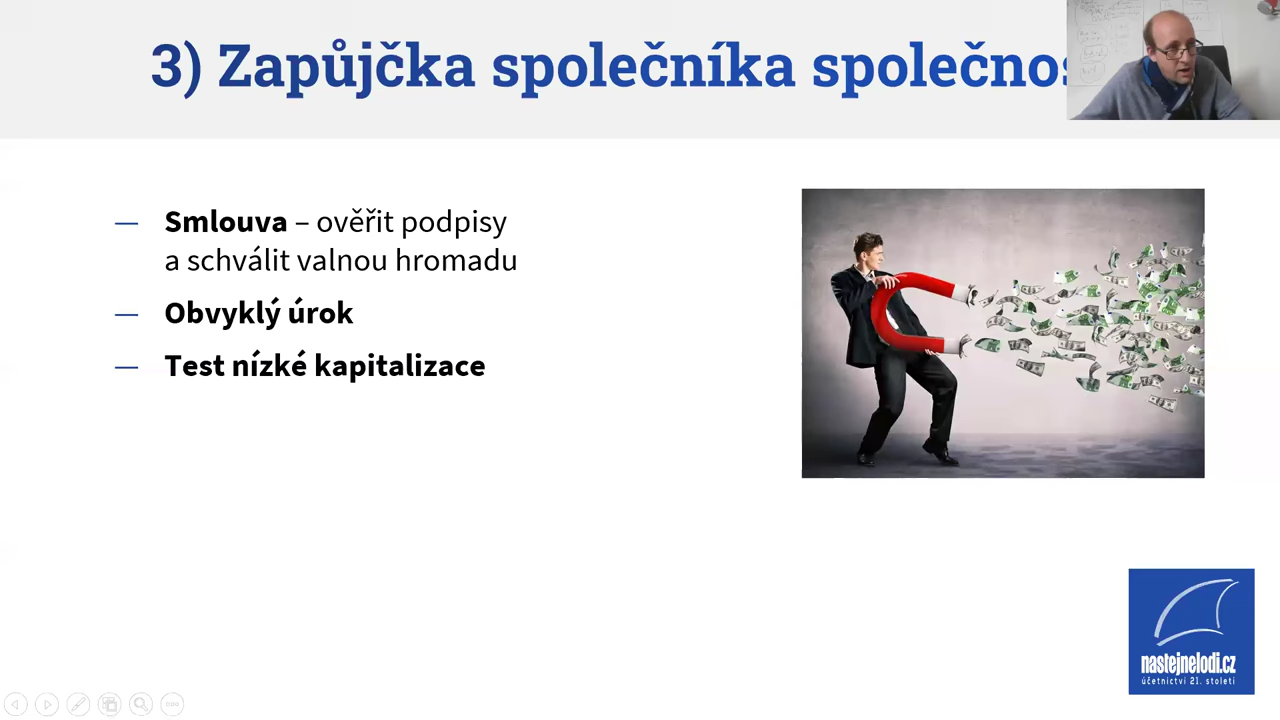 3) Zapůjčka společníka
— Smlouva – ověřit podpisy
a schválit valnou hromadu
— Obvyklý úrok
— Test nízké kapitalizace
nastejnelodi.cz
účetnictví 21. století